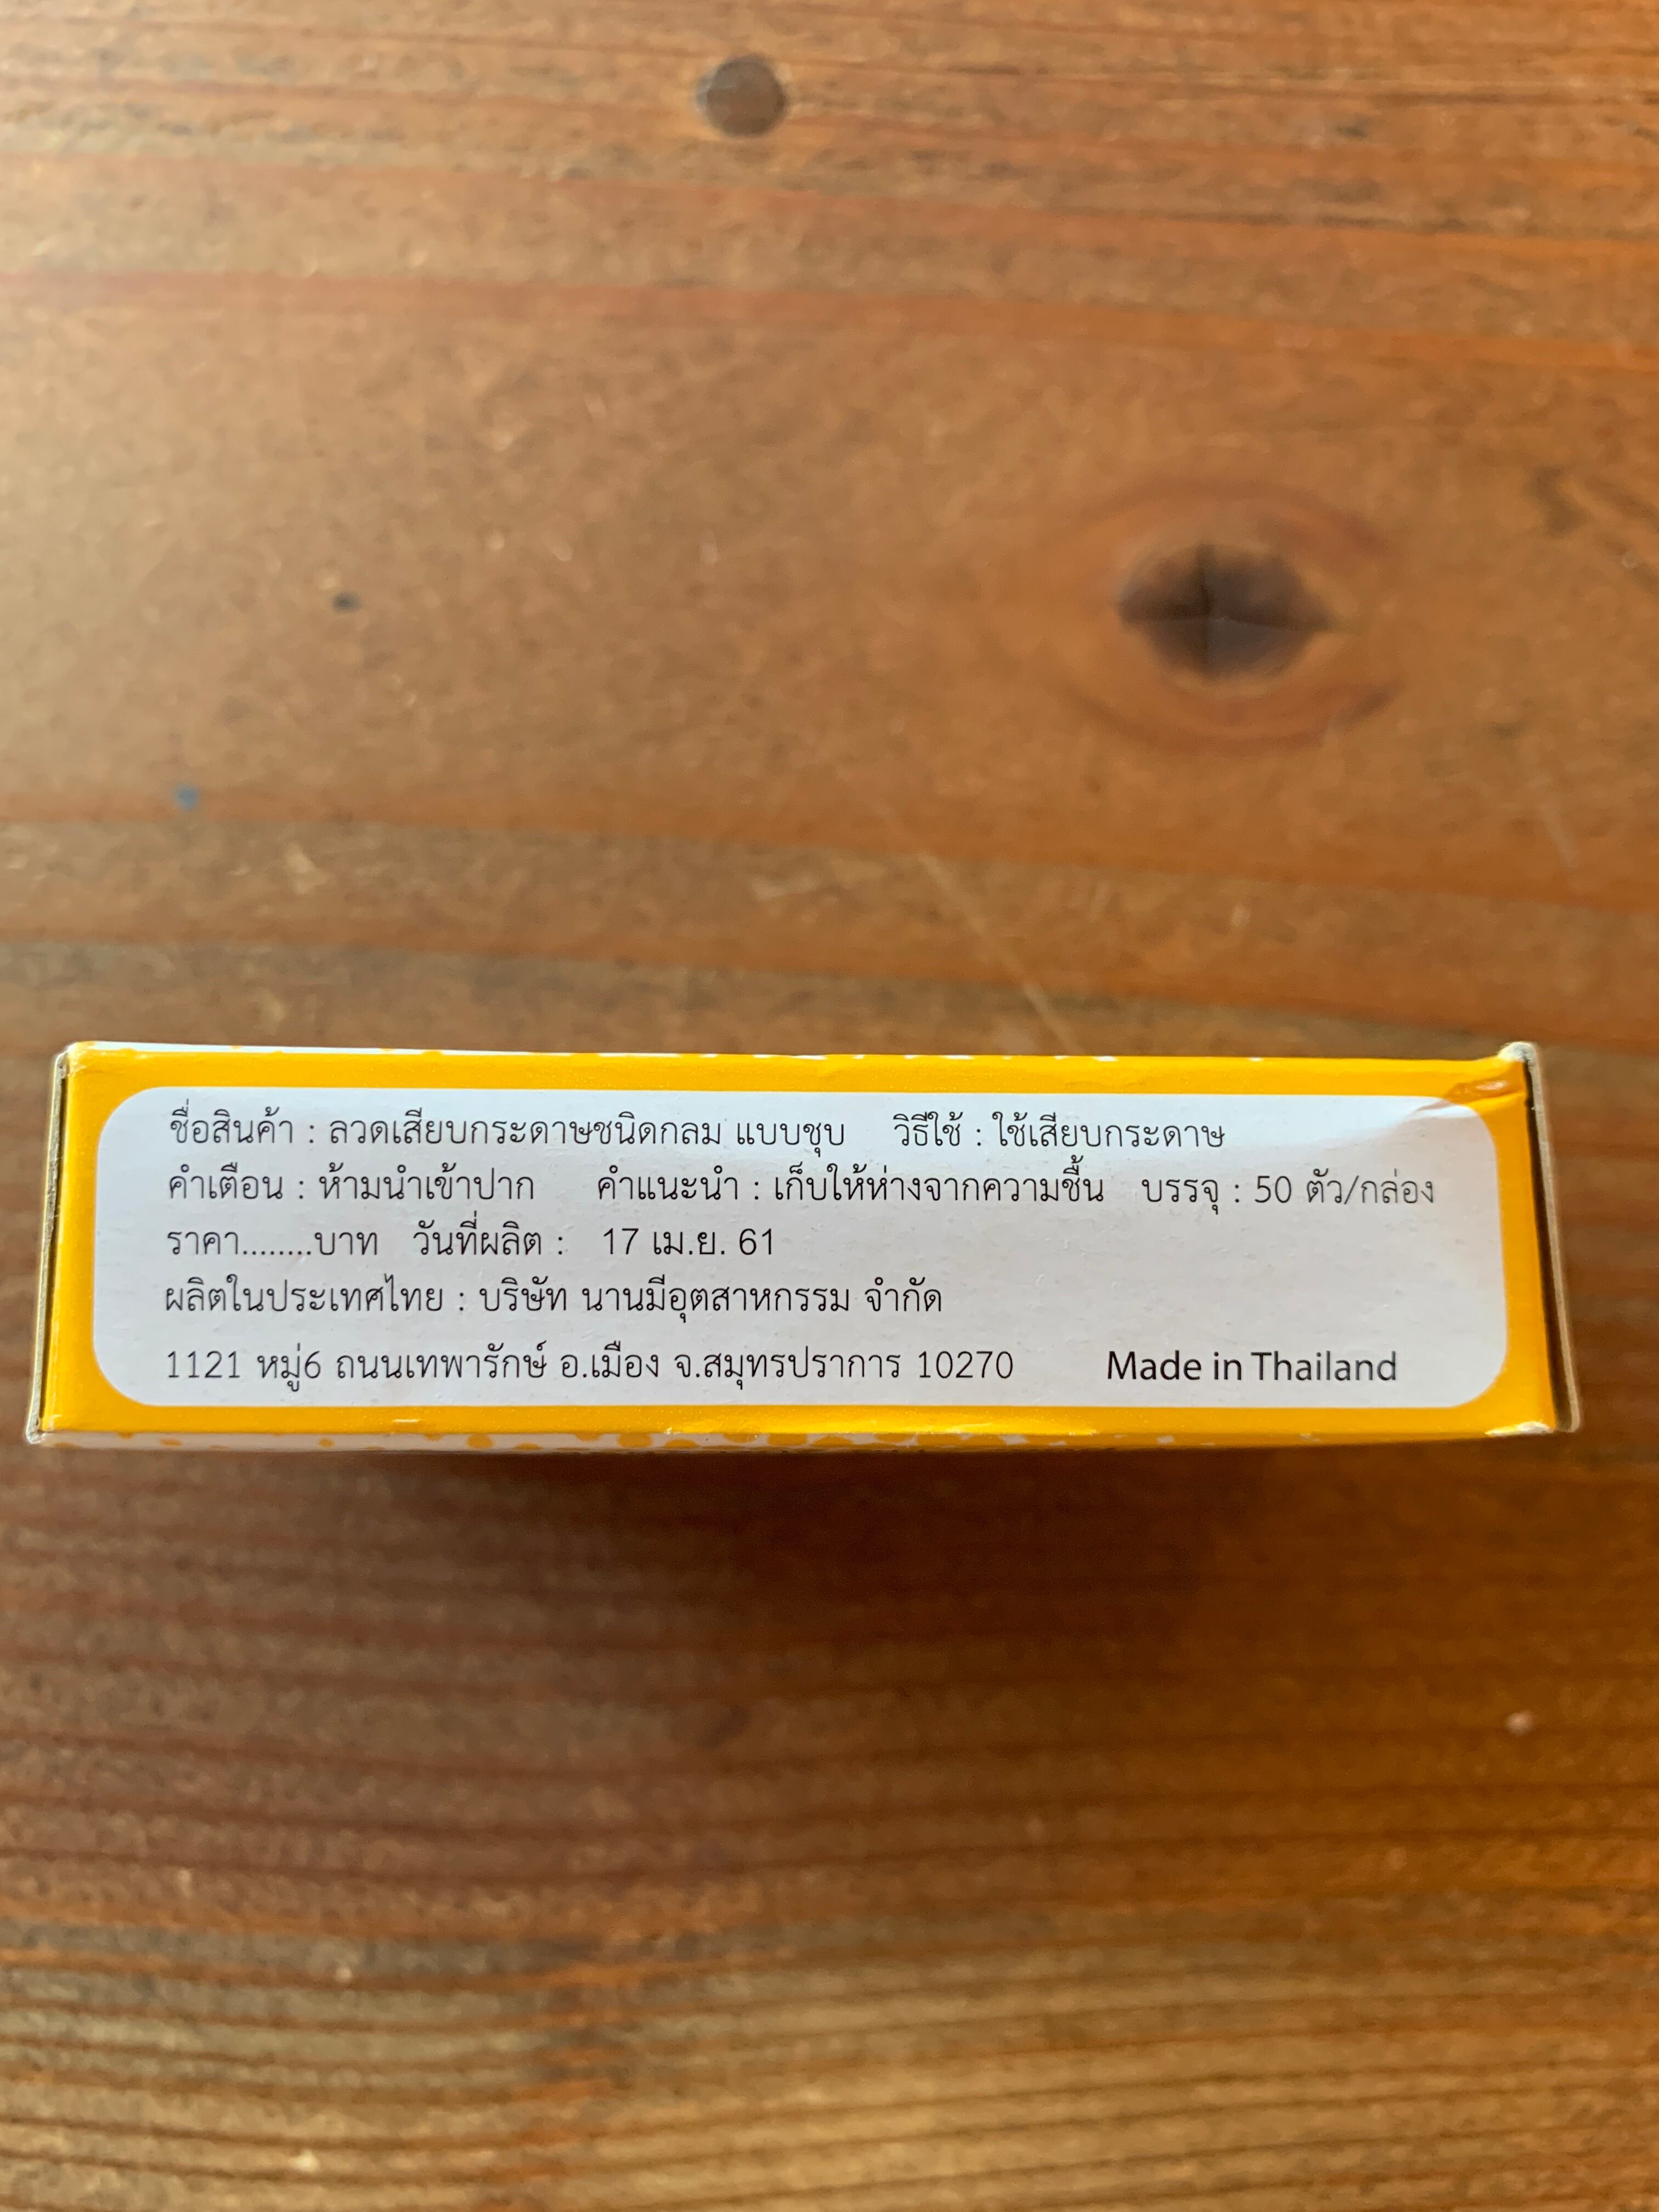 ชื่อสินค้า : ลวดเสียบกระดาษชนิดกลม แบบชุบ วิธีใช้ : ใช้เสียบกระดาษ
คำเตือน : ห้ามนำเข้าปาก คำแนะนำ : เก็บให้ห่างจากความชื้น บรรจุ : 50 ตัว/กล่อง
ราคา........บาท วันที่ผลิต : 17 เม.ย. 61
ผลิตในประเทศไทย : บริษัท นานมีอุตสาหกรรม จำกัด
1121 หมู่6 ถนนเทพารักษ์ อ.เมือง จ.สมุทรปราการ 10270 Made in Thailand